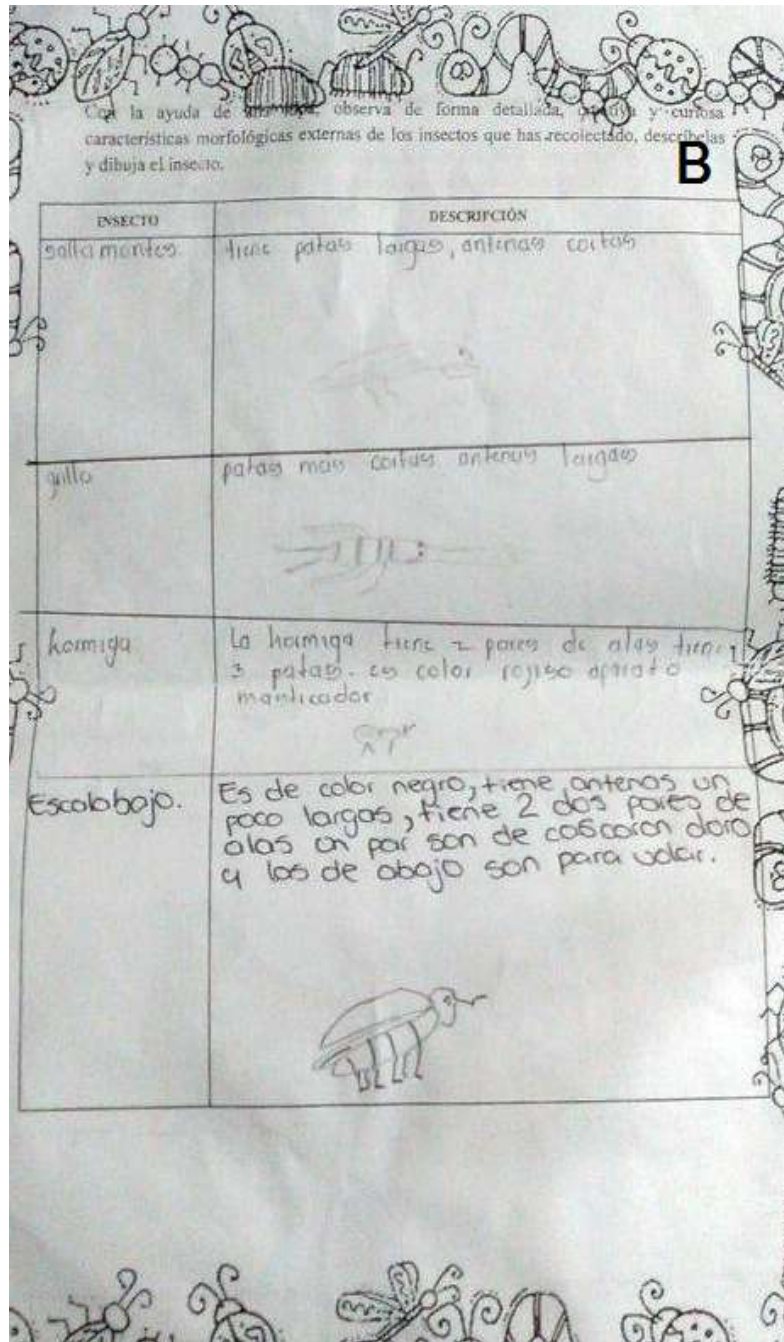 Con la ayuda de una lupa, observa de forma detallada, y curiosa
características morfológicas externas de los insectos que has recolectado, descríbelas
y dibuja el insecto.
B
INSECTO
DESCRIPCIÓN
salta montes
tiene patas largas, antenas cortas
grillo
patas mas cortas antenas largas
hormiga
La hormiga tiene 2 pares de alas tiene
3 patas. es color rojiso aparato
masticador
Escalabajo.
Es de color negro, tiene antenas un
poco largas, tiene 2 dos pares de
alas un par son de coscaron duro
y los de abajo son para volar.